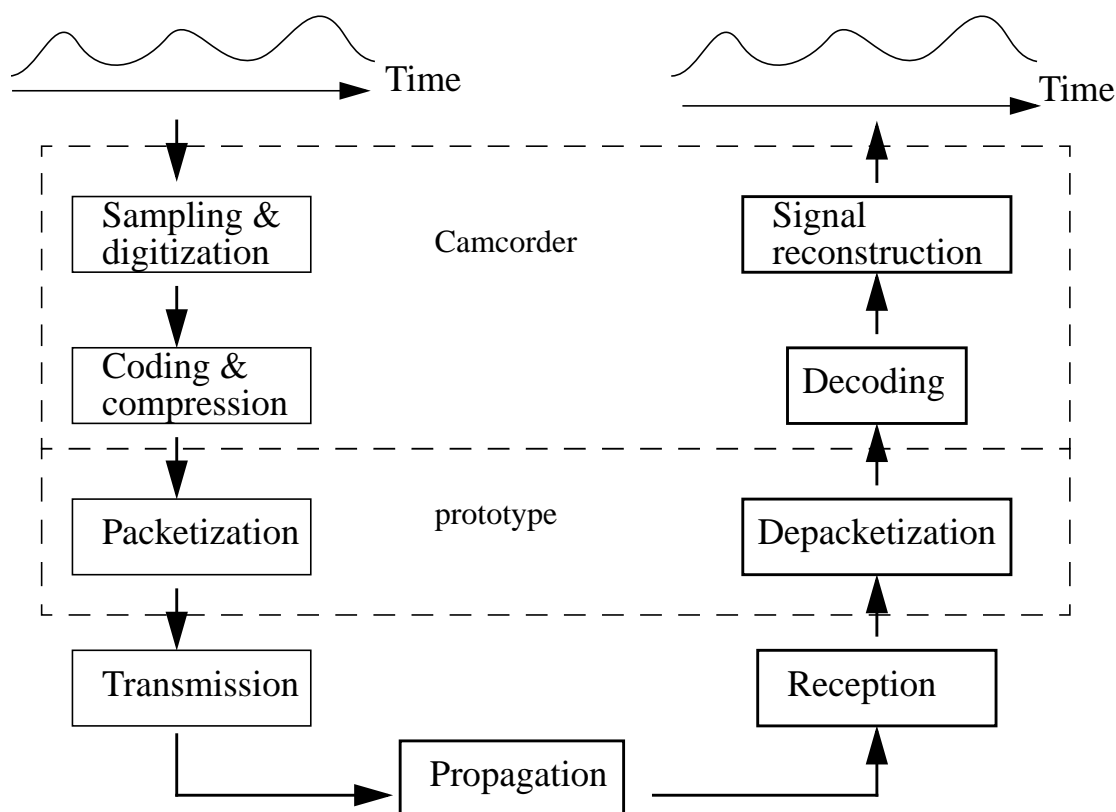 Time
Time
Sampling &
digitization
Camcorder
Signal
reconstruction
Coding &
compression
Decoding
Packetization
prototype
Depacketization
Transmission
Reception
Propagation